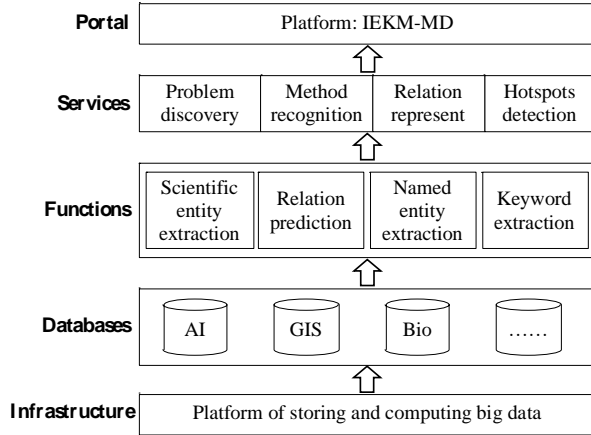 Portal
Platform: IEKM-MD
Services
Problem discovery
Method recognition
Relation represent
Hotspots detection
Functions
Scientific entity extraction
Relation prediction
Named entity extraction
Keyword extraction
Databases
AI
GIS
Bio
……
Infrastructure
Platform of storing and computing big data